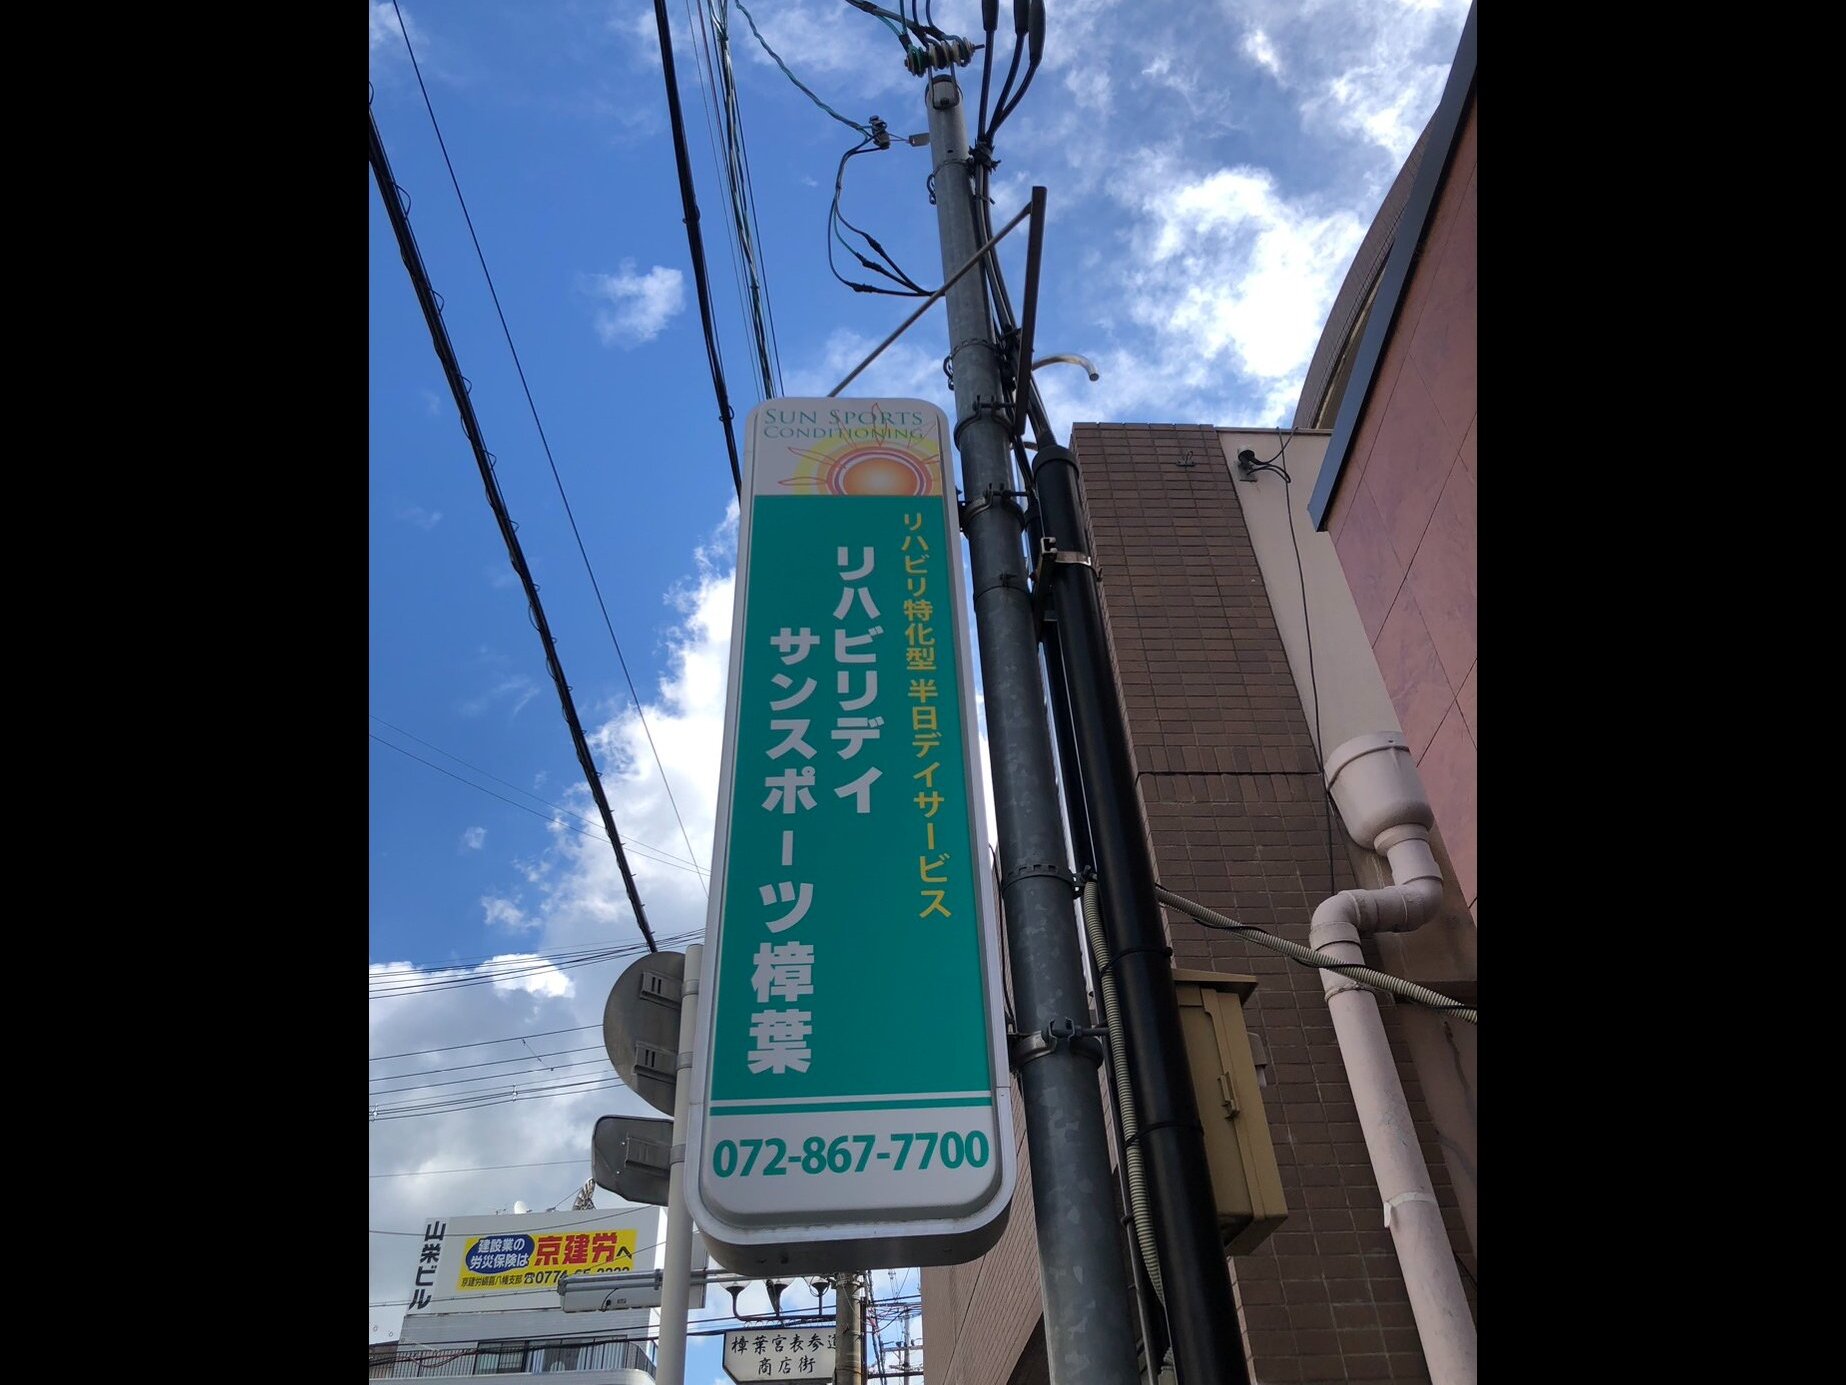 SUN SPORTS
CONDITIONING
リハビリ特化型 半日デイサービス
リハビリデイ
サンスポーツ樟葉
072-867-7700
山栄ビル
建設業の
労災保険は
京建労へ
樟葉宮表参道
商店街